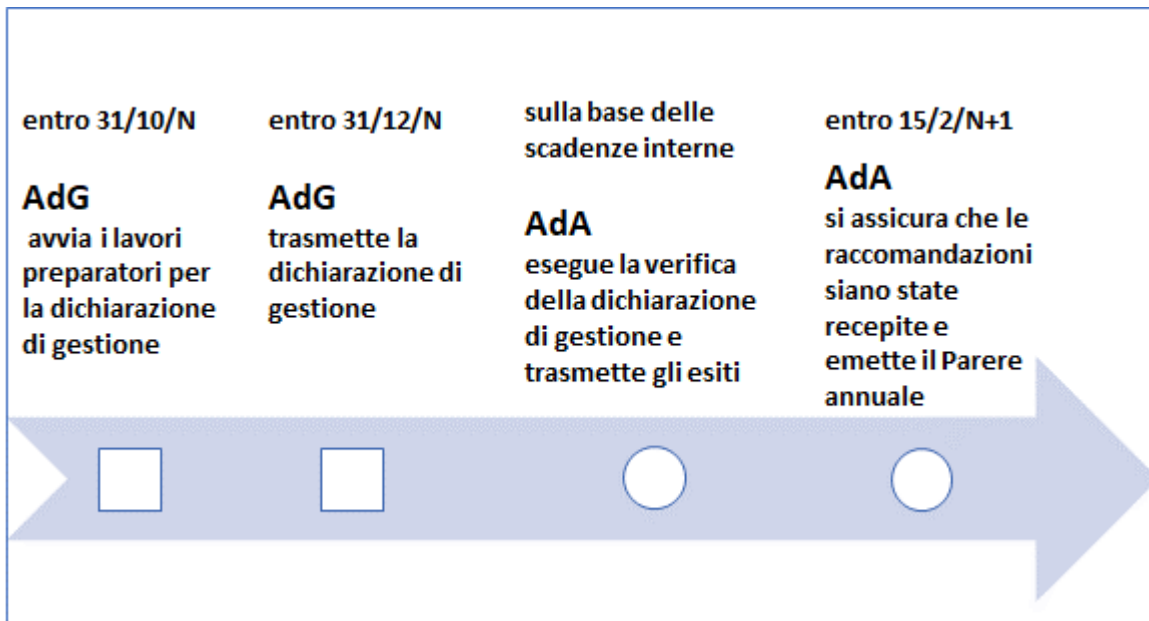 entro 31/10/N
AdG
avvia i lavori
preparatori per
la dichiarazione
di gestione
entro 31/12/N
AdG
trasmette la
dichiarazione di
gestione
sulla base delle
scadenze interne
AdA
esegue la verifica
della dichiarazione
di gestione e
trasmette gli esiti
entro 15/2/N+1
AdA
si assicura che le
raccomandazioni
siano state
recepite e
emette il Parere
annuale